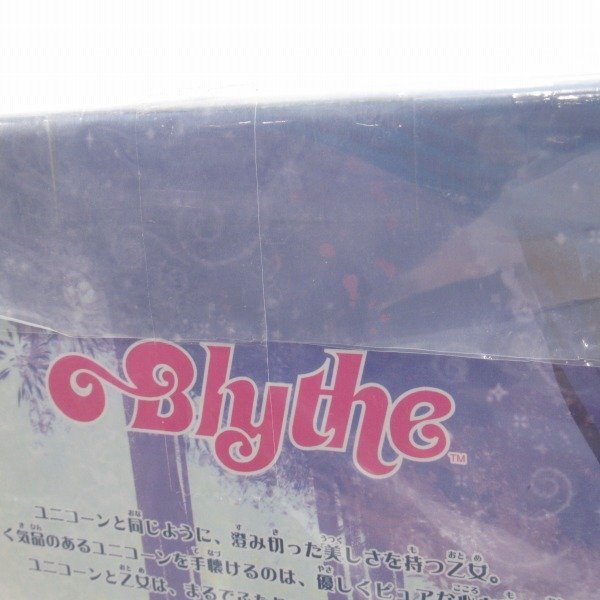 Blythe™
ユニコーンと同じように、澄み切った美しさを持つ乙女。
く気品のあるユニコーンを手懐けるのは、優しくピュアな心
ユニコーンと乙女は、まるで